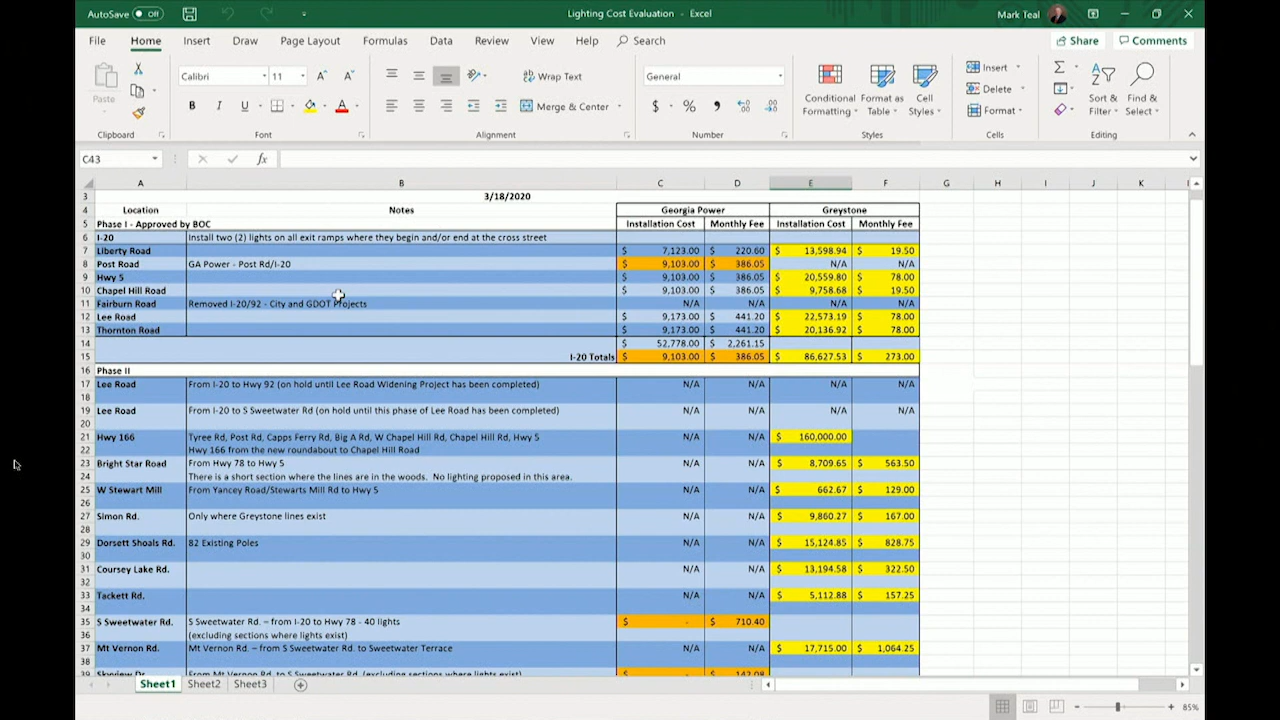 AutoSave Off Lighting Cost Evaluation - Excel Mark Teal
File Home Insert Draw Page Layout Formulas Data Review View Help Search Share Comments
Calibri 11 Wrap Text General Insert
Paste B I U Merge & Center $ % Conditional Formatting Format as Table Cell Styles Delete Format Sort & Filter Find & Select
Clipboard Font Alignment Number Styles Cells Editing
C43 fx
A B C D E F G H I J K
3 3/18/2020
4 Location Notes Georgia Power Greystone
5 Phase I - Approved by BOC Installation Cost Monthly Fee Installation Cost Monthly Fee
6 I-20 Install two (2) lights on all exit ramps where they begin and/or end at the cross street
7 Liberty Road $ 7,123.00 $ 220.60 $ 13,598.94 $ 19.50
8 Post Road GA Power - Post Rd/I-20 $ 9,103.00 $ 386.05 N/A N/A
9 Hwy 5 $ 9,103.00 $ 386.05 $ 20,559.80 $ 78.00
10 Chapel Hill Road $ 9,103.00 $ 386.05 $ 9,758.68 $ 19.50
11 Fairburn Road Removed I-20/92 - City and GDOT Projects N/A N/A N/A N/A
12 Lee Road $ 9,173.00 $ 441.20 $ 22,573.19 $ 78.00
13 Thornton Road $ 9,173.00 $ 441.20 $ 20,136.92 $ 78.00
14 $ 52,778.00 $ 2,261.15
15 I-20 Totals $ 9,103.00 $ 386.05 $ 86,627.53 $ 273.00
16 Phase II
17 Lee Road From I-20 to Hwy 92 (on hold until Lee Road Widening Project has been completed) N/A N/A N/A N/A
18
19 Lee Road From I-20 to S Sweetwater Rd (on hold until this phase of Lee Road has been completed) N/A N/A N/A N/A
20
21 Hwy 166 Tyree Rd, Post Rd, Capps Ferry Rd, Big A Rd, W Chapel Hill Rd, Chapel Hill Rd, Hwy 5 N/A N/A $ 160,000.00
22 Hwy 166 from the new roundabout to Chapel Hill Road
23 Bright Star Road From Hwy 78 to Hwy 5 N/A N/A $ 8,709.65 $ 563.50
24 There is a short section where the lines are in the woods. No lighting proposed in this area.
25 W Stewart Mill From Yancey Road/Stewarts Mill Rd to Hwy 5 N/A N/A $ 662.67 $ 129.00
26
27 Simon Rd. Only where Greystone lines exist N/A N/A $ 9,860.27 $ 167.00
28
29 Dorsett Shoals Rd. 82 Existing Poles N/A N/A $ 15,124.85 $ 828.75
30
31 Coursey Lake Rd. N/A N/A $ 13,194.58 $ 322.50
32
33 Tackett Rd. N/A N/A $ 5,112.88 $ 157.25
34
35 S Sweetwater Rd. S Sweetwater Rd. – from I-20 to Hwy 78 - 40 lights $ - $ 710.40
36 (excluding sections where lights exist)
37 Mt Vernon Rd. Mt Vernon Rd. – from S Sweetwater Rd. to Sweetwater Terrace N/A N/A $ 17,715.00 $ 1,064.25
38
39 Skyview Dr From Mt Vernon Rd. to S Sweetwater Rd. (excluding sections where lights exist) $ - $ 142.08
Sheet1 Sheet2 Sheet3
85%